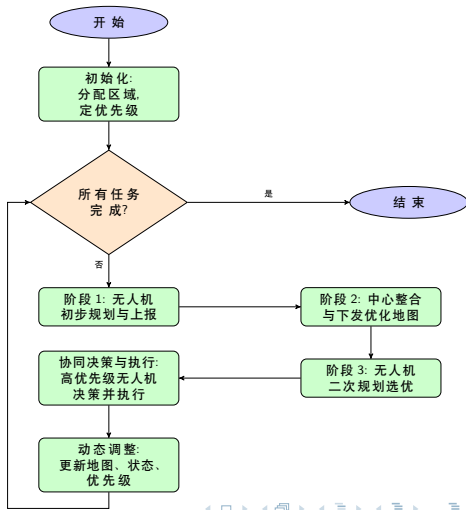 开始
初始化:
分配区域,
定优先级
所有任务
完成?
是
结束
否
阶段 1: 无人机
初步规划与上报
阶段 2: 中心整合
与下发优化地图
阶段 3: 无人机
二次规划选优
协同决策与执行:
高优先级无人机
决策并执行
动态调整:
更新地图、状态、
优先级